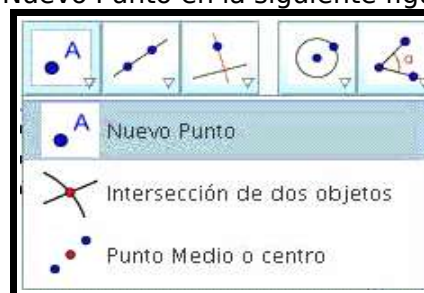 Nuevo Punto en la siguiente figu
A
α
A Nuevo Punto
Intersección de dos objetos
Punto Medio o centro